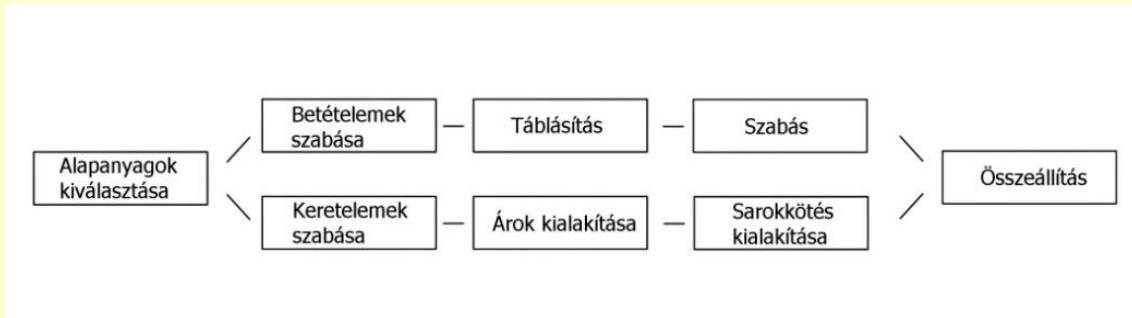 Alapanyagok
kiválasztása
Betételemek
szabása
Táblásítás
Szabás
Keretelemek
szabása
Árok kialakítása
Sarokkötés
kialakítása
Összeállítás